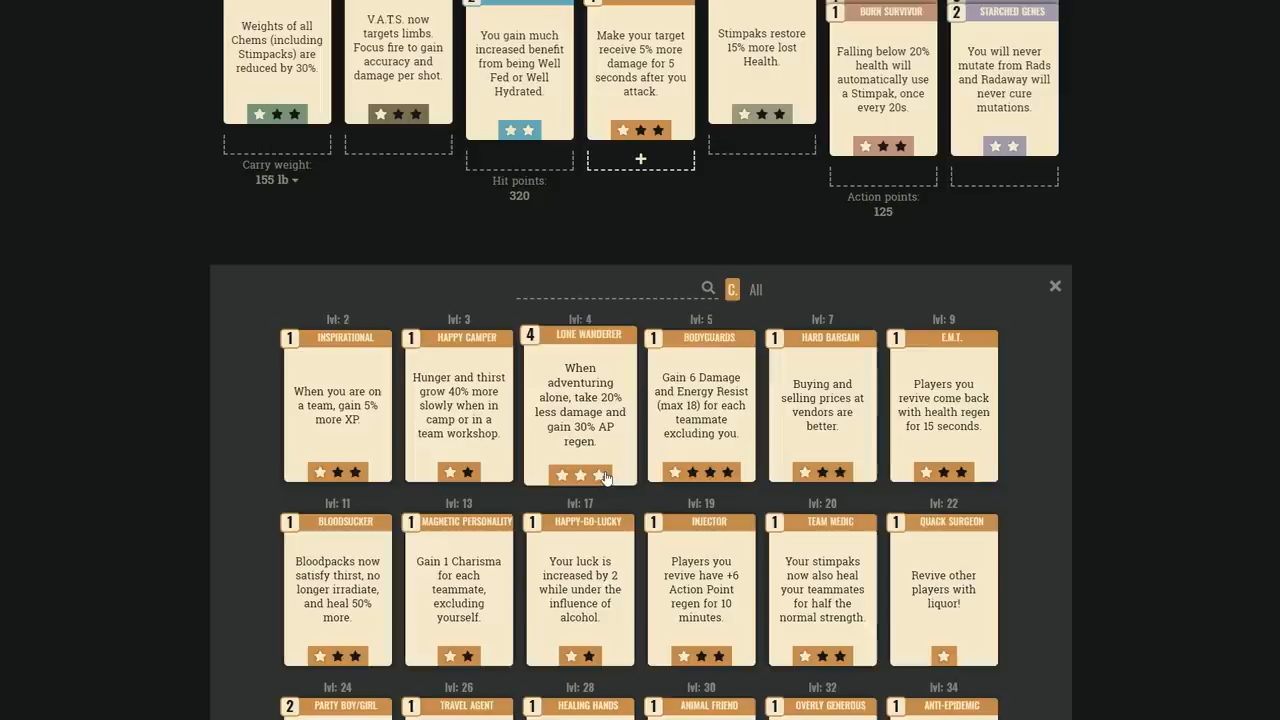 1 BORN SURVIVOR
2 STARCHED GENES
Weights of all
Chems (including
Stimpacks) are
reduced by 30%.
V.A.T.S. now
targets limbs.
Focus fire to gain
accuracy and
damage per shot.
You gain much
increased benefit
from being Well
Fed or Well
Hydrated.
Make your target
receive 5% more
damage for 5
seconds after you
attack.
Stimpaks restore
15% more lost
Health.
Falling below 20%
health will
automatically use
a Stimpak, once
every 20s.
You will never
mutate from Rads
and Radaway will
never cure
mutations.
+
Carry weight:
155 lb
Hit points:
320
Action points:
125
C. All
lvl: 2
lvl: 3
lvl: 4
lvl: 5
lvl: 7
lvl: 9
1 INSPIRATIONAL
When you are on
a team, gain 5%
more XP.
1 HAPPY CAMPER
Hunger and thirst
grow 40% more
slowly when in
camp or in a
team workshop.
4 LONE WANDERER
When
adventuring
alone, take 20%
less damage and
gain 30% AP
regen.
1 BODYGUARDS
Gain 6 Damage
and Energy Resist
(max 18) for each
teammate
excluding you.
1 HARD BARGAIN
Buying and
selling prices at
vendors are
better.
1 E.M.T.
Players you
revive come back
with health regen
for 15 seconds.
lvl: 11
lvl: 13
lvl: 17
lvl: 19
lvl: 20
lvl: 22
1 BLOODSUCKER
Bloodpacks now
satisfy thirst, no
longer irradiate,
and heal 50%
more.
1 MAGNETIC PERSONALITY
Gain 1 Charisma
for each
teammate,
excluding
yourself.
1 HAPPY-GO-LUCKY
Your luck is
increased by 2
while under the
influence of
alcohol.
1 INJECTOR
Players you
revive have +6
Action Point
regen for 10
minutes.
1 TEAM MEDIC
Your stimpaks
now also heal
your teammates
for half the
normal strength.
1 QUACK SURGEON
Revive other
players with
liquor!
lvl: 24
lvl: 26
lvl: 28
lvl: 30
lvl: 32
lvl: 34
2 PARTY BOY/GIRL
1 TRAVEL AGENT
1 HEALING HANDS
1 ANIMAL FRIEND
1 OVERLY GENEROUS
1 ANTI-EPIDEMIC